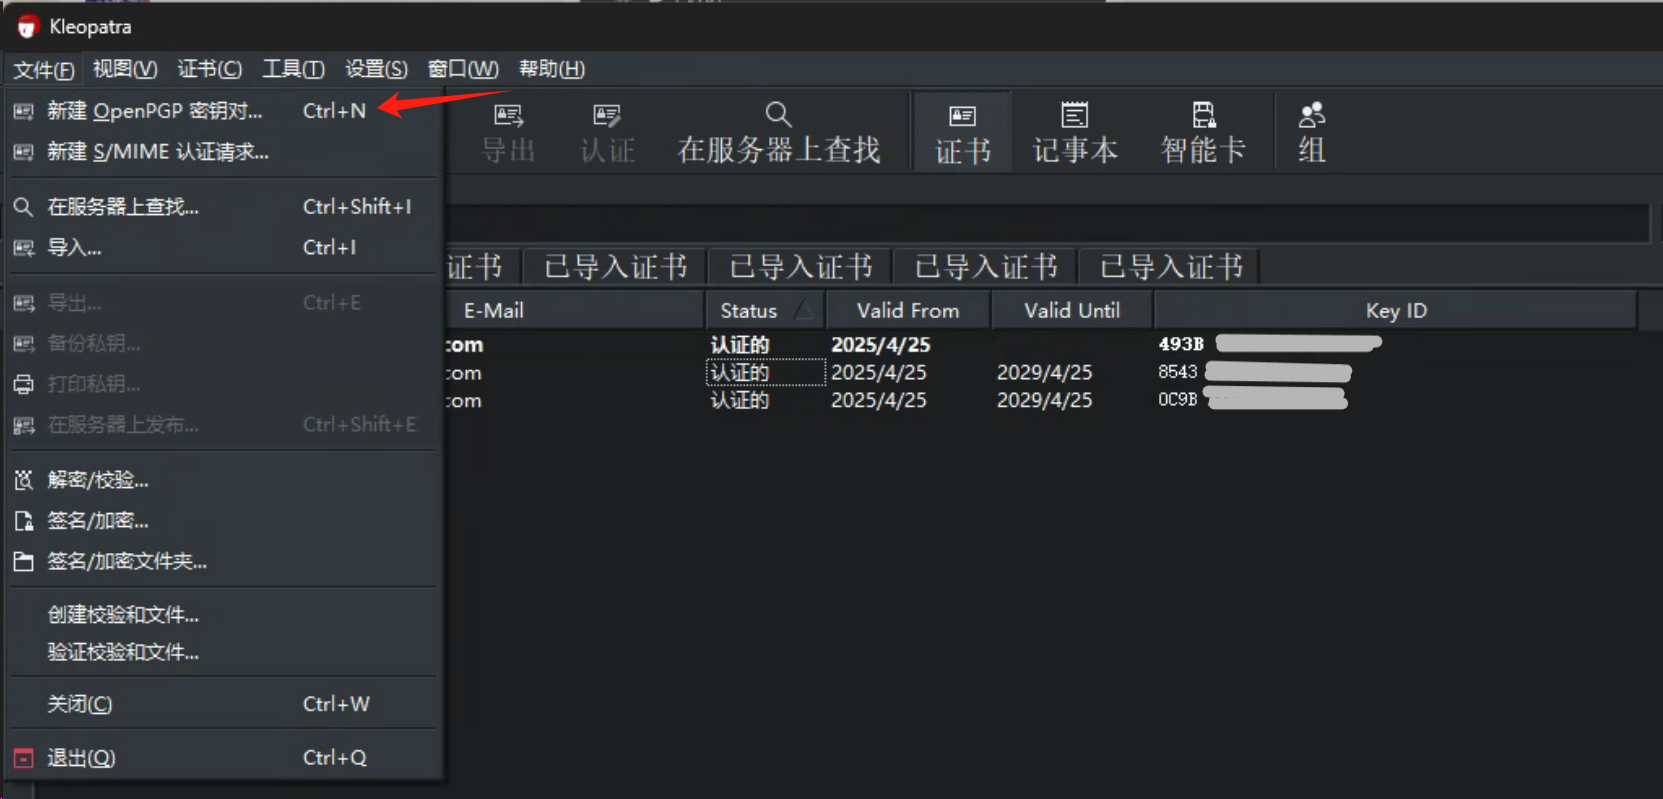 Kleopatra
文件(F) 视图(V) 证书(C) 工具(T) 设置(S) 窗口(W) 帮助(H)
新建 OpenPGP 密钥对... Ctrl+N
新建 S/MIME 认证请求...
在服务器上查找... Ctrl+Shift+I
导入... Ctrl+I
导出... Ctrl+E
备份私钥...
打印私钥...
在服务器上发布... Ctrl+Shift+E
解密/校验...
签名/加密...
签名/加密文件夹...
创建校验和文件...
验证校验和文件...
关闭(C) Ctrl+W
退出(Q) Ctrl+Q
导出 认证 在服务器上查找 证书 记事本 智能卡 组
证书 已导入证书 已导入证书 已导入证书 已导入证书
E-Mail Status Valid From Valid Until Key ID
com 认证的 2025/4/25 493B
com 认证的 2025/4/25 2029/4/25 8543
com 认证的 2025/4/25 2029/4/25 0C9B